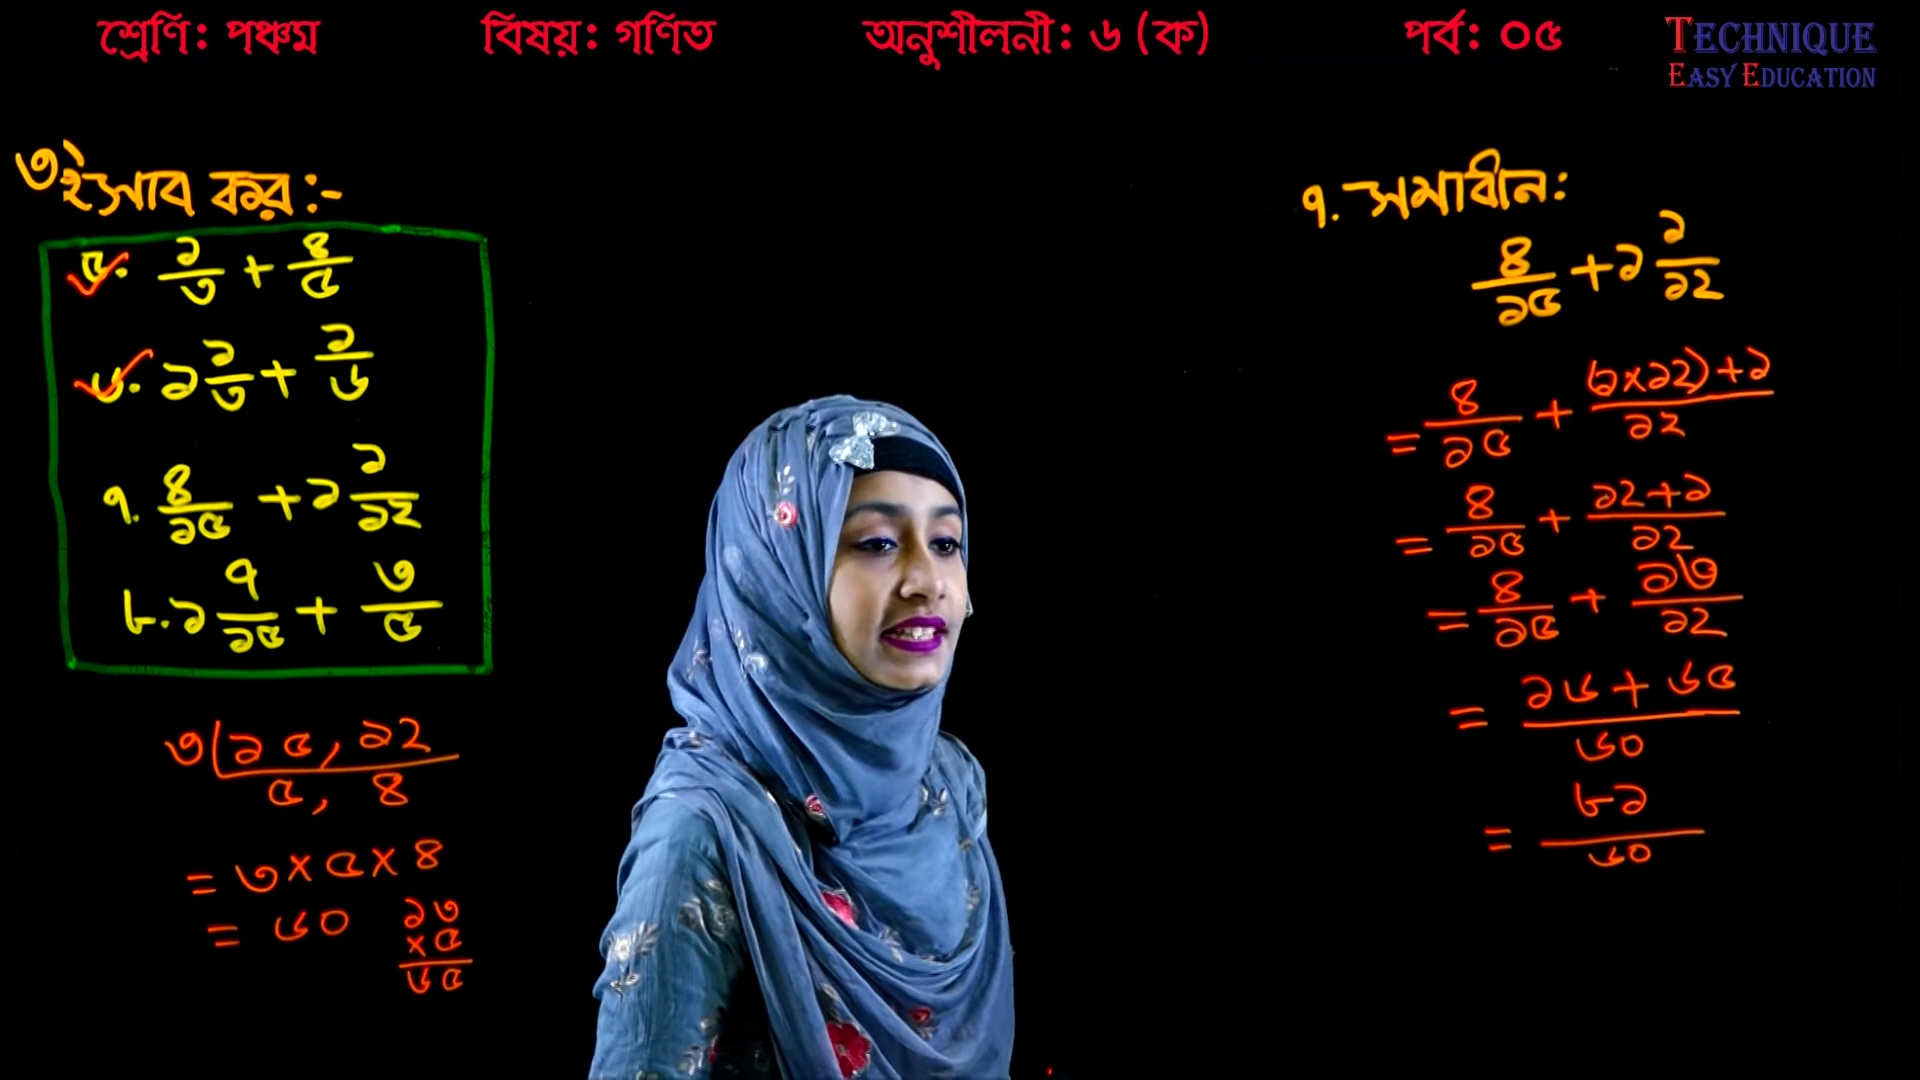 শ্রেণি: পঞ্চম বিষয়: গণিত অনুশীলনী: ৬ (ক) পর্ব: ০৫
TECHNIQUE
EASY EDUCATION
৩ হিসাব কর:-
৫. ১/৩ + ৪/৫
৬. ১ ১/৩ + ১/৬
৭. ৪/১৫ + ১ ১/১২
৮. ১ ৭/১৫ + ৩/৫
৩(১৫, ১২
৫, ৪
= ৩×৫×৪
= ৬০
১৩
×৫
৬৫
৭. সমাধান:
৪/১৫ + ১ ১/১২
= ৪/১৫ + (১×১২)+১/১২
= ৪/১৫ + ১২+১/১২
= ৪/১৫ + ১৩/১২
= ১৬+৬৫/৬০
= ৮১/৬০